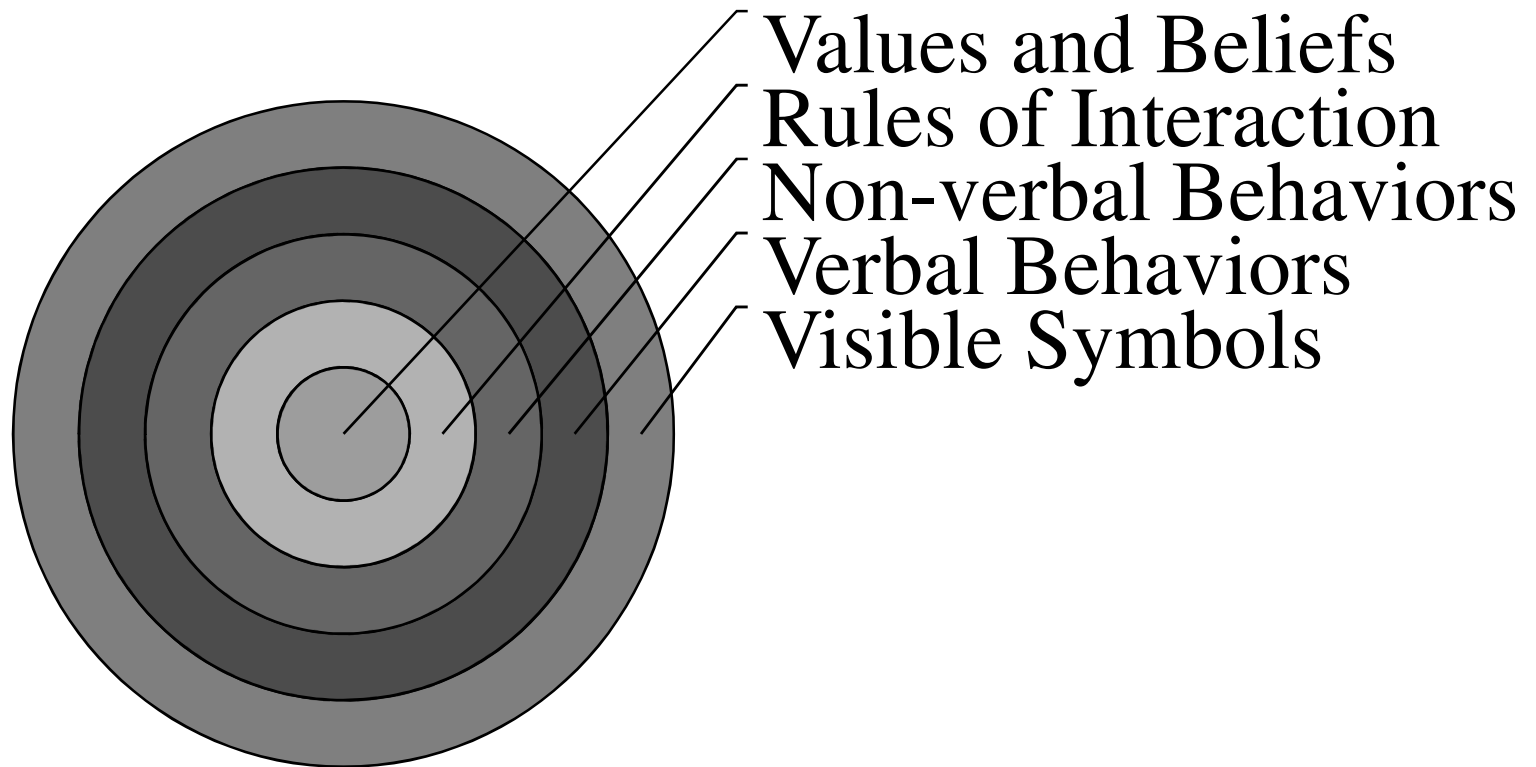 Values and Beliefs
Rules of Interaction
Non-verbal Behaviors
Verbal Behaviors
Visible Symbols